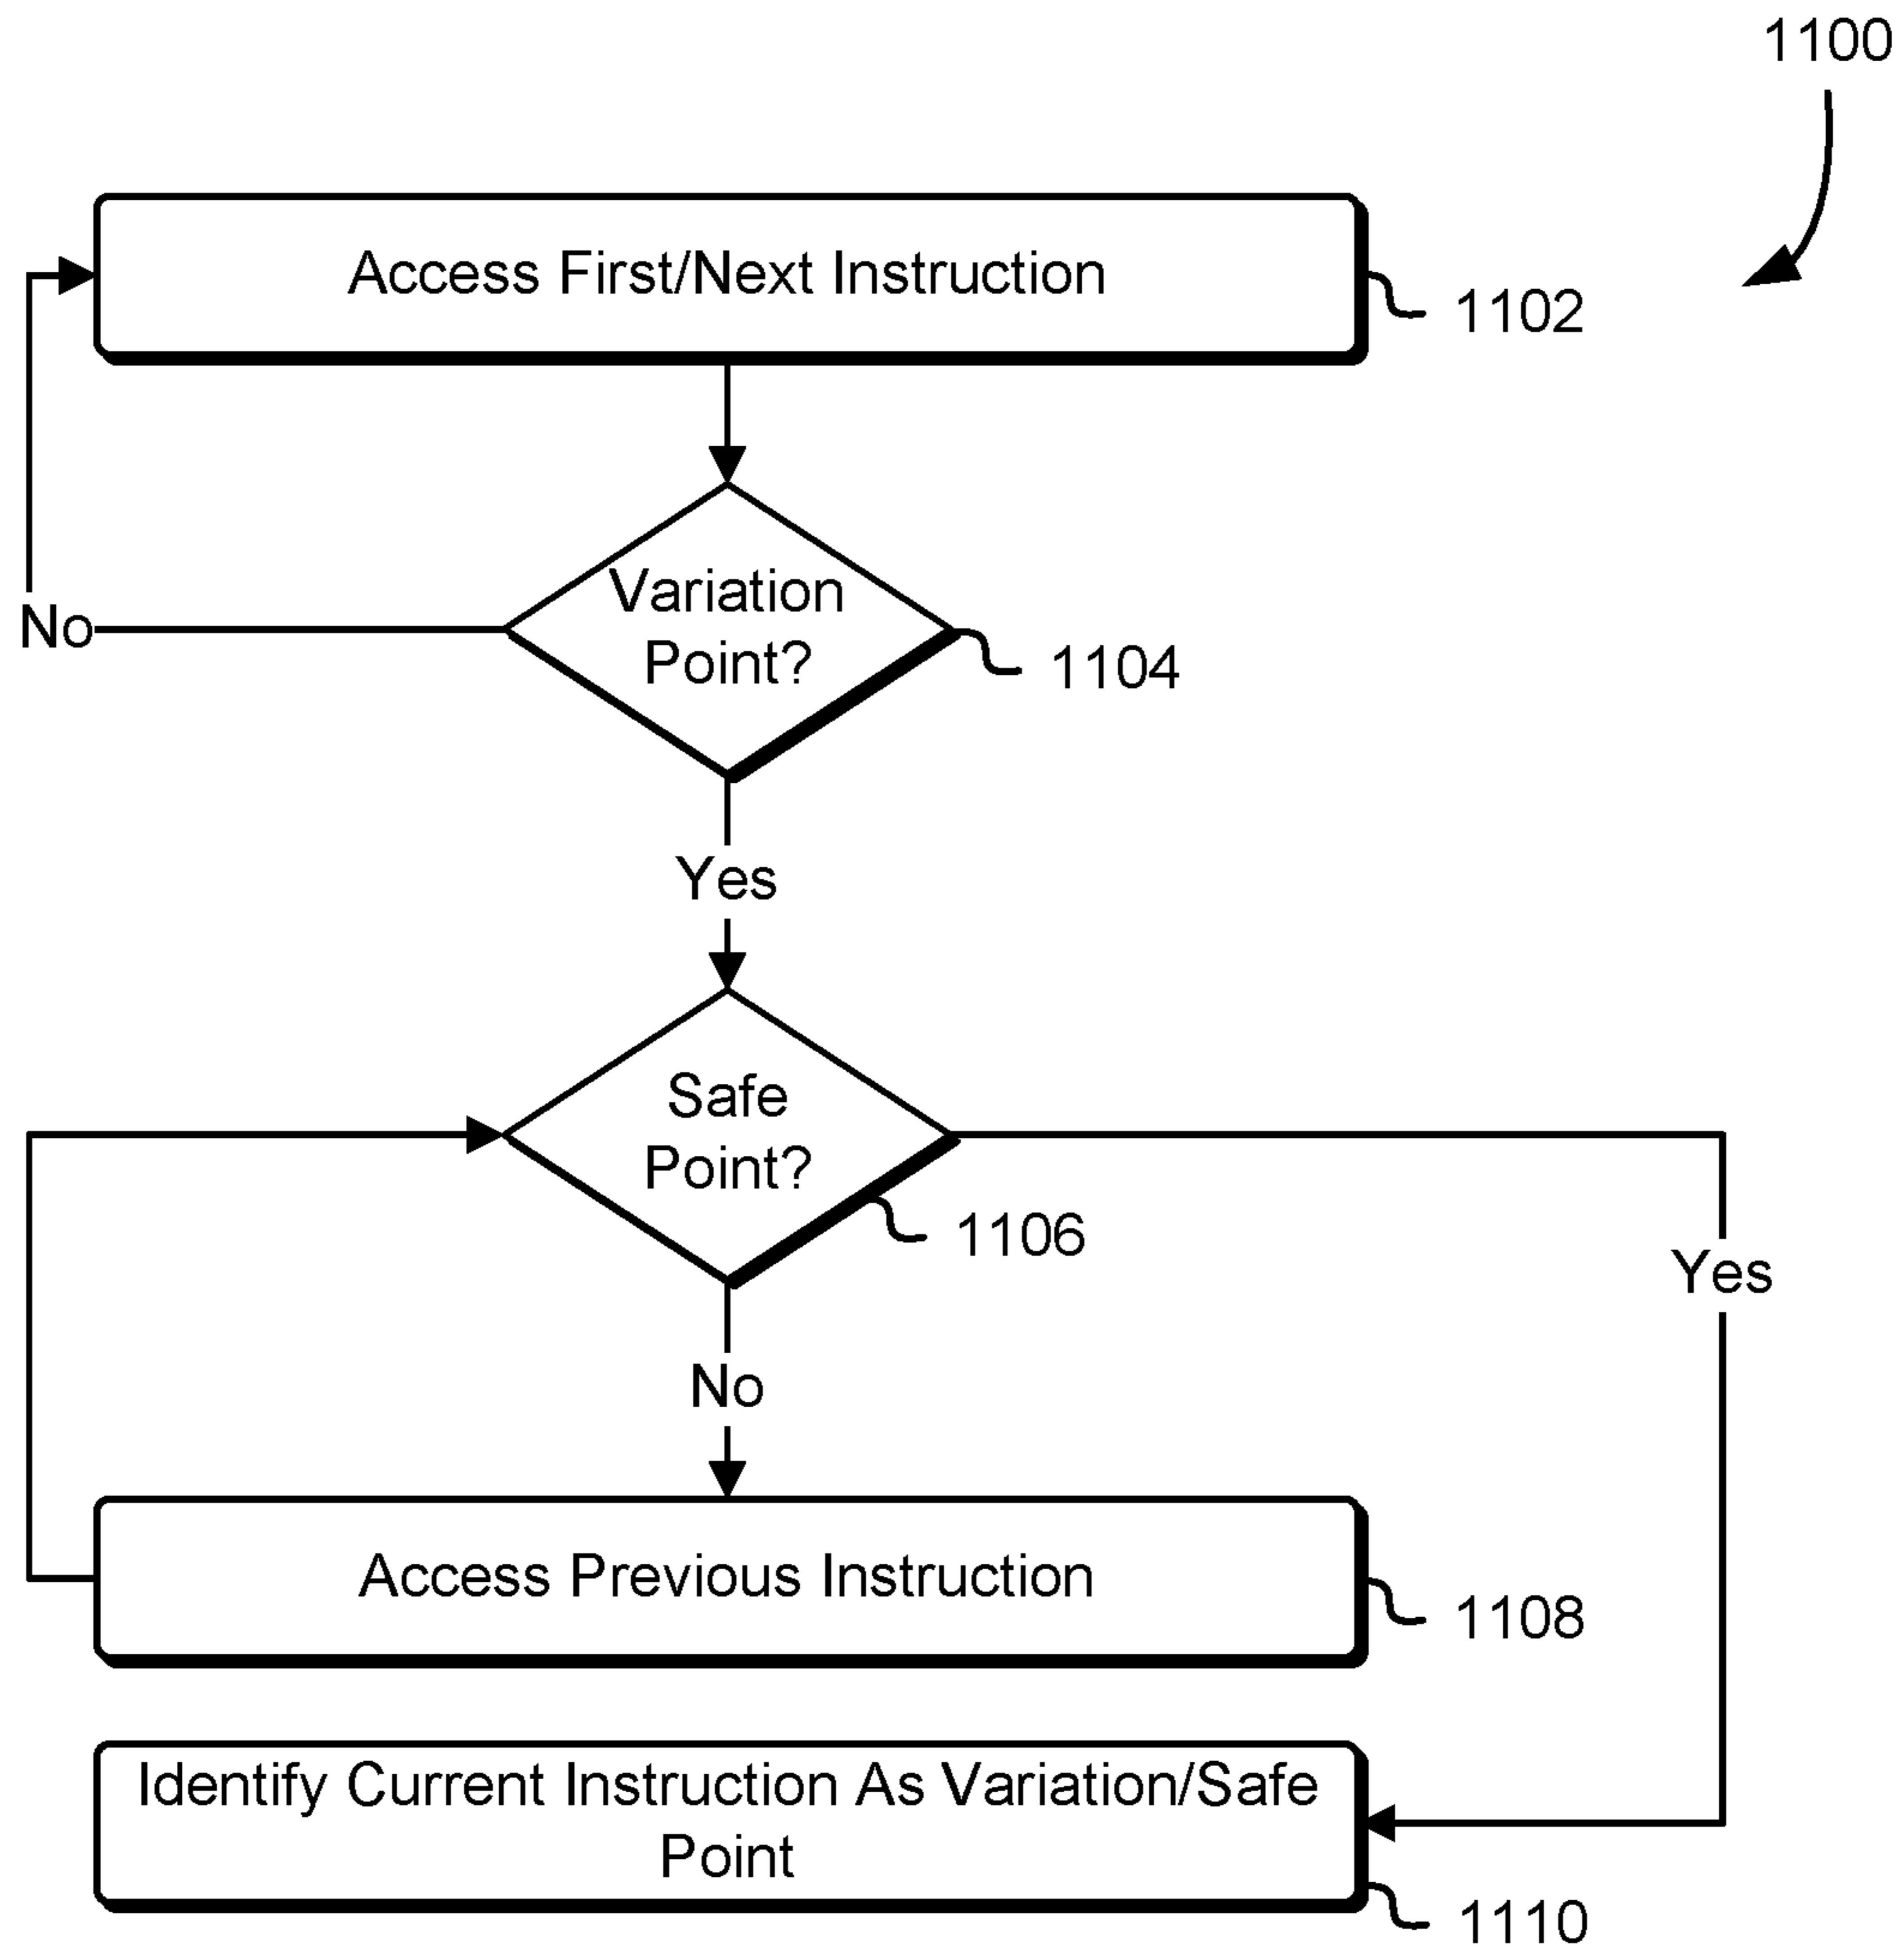 1100
Access First/Next Instruction
1102
Variation
Point?
No
1104
Yes
Safe
Point?
1106
Yes
No
Access Previous Instruction
1108
Identify Current Instruction As Variation/Safe
Point
1110